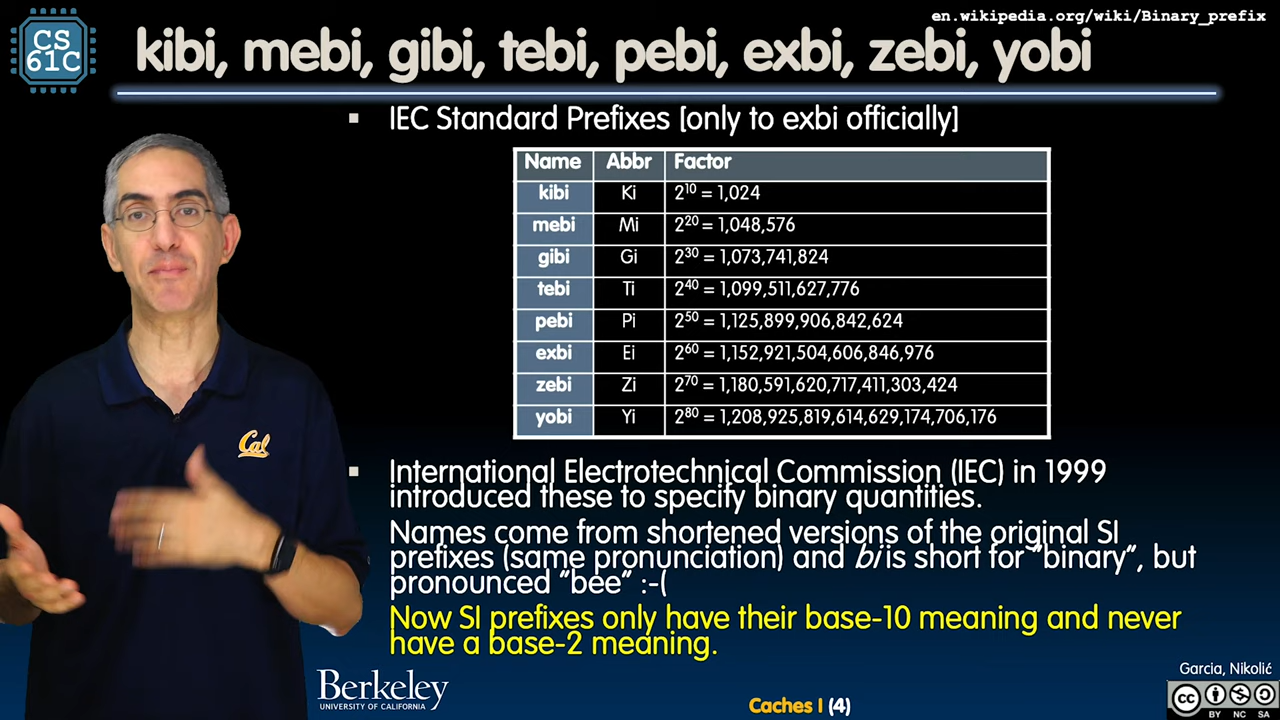 en.wikipedia.org/wiki/Binary_prefix
CS
61C
kibi, mebi, gibi, tebi, pebi, exbi, zebi, yobi
▪ IEC Standard Prefixes [only to exbi officially]
Name Abbr Factor
kibi Ki 2¹⁰ = 1,024
mebi Mi 2²⁰ = 1,048,576
gibi Gi 2³⁰ = 1,073,741,824
tebi Ti 2⁴⁰ = 1,099,511,627,776
pebi Pi 2⁵⁰ = 1,125,899,906,842,624
exbi Ei 2⁶⁰ = 1,152,921,504,606,846,976
zebi Zi 2⁷⁰ = 1,180,591,620,717,411,303,424
yobi Yi 2⁸⁰ = 1,208,925,819,614,629,174,706,176
Cal
▪ International Electrotechnical Commission (IEC) in 1999
introduced these to specify binary quantities.
Names come from shortened versions of the original SI
prefixes (same pronunciation) and bi is short for "binary", but
pronounced "bee" :-(
Now SI prefixes only have their base-10 meaning and never
have a base-2 meaning.
Berkeley
UNIVERSITY OF CALIFORNIA
Caches I (4)
Garcia, Nikolić
cc
BY NC SA